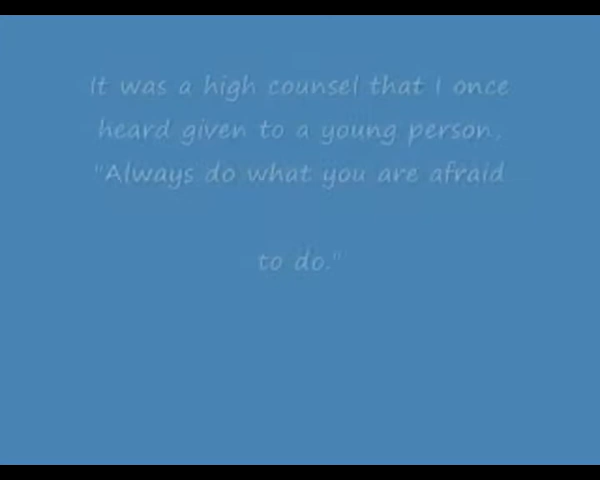 It was a high counsel that I once
heard given to a young person,
"Always do what you are afraid
to do."